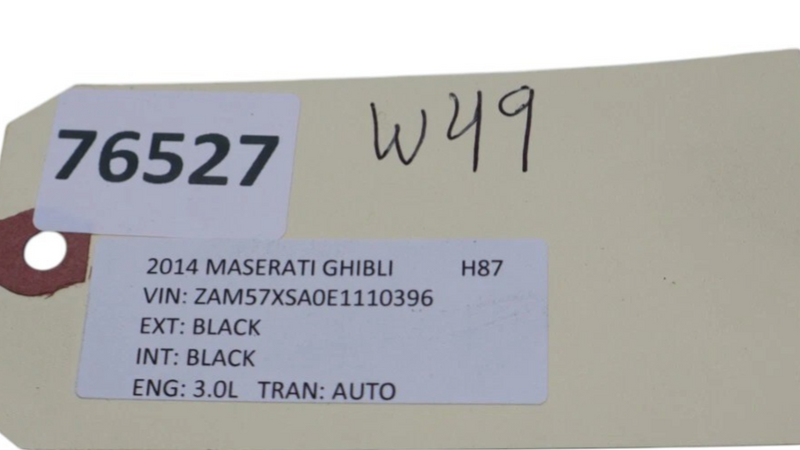 76527
W49
2014 MASERATI GHIBLI H87
VIN: ZAM57XSA0E1110396
EXT: BLACK
INT: BLACK
ENG: 3.0L TRAN: AUTO